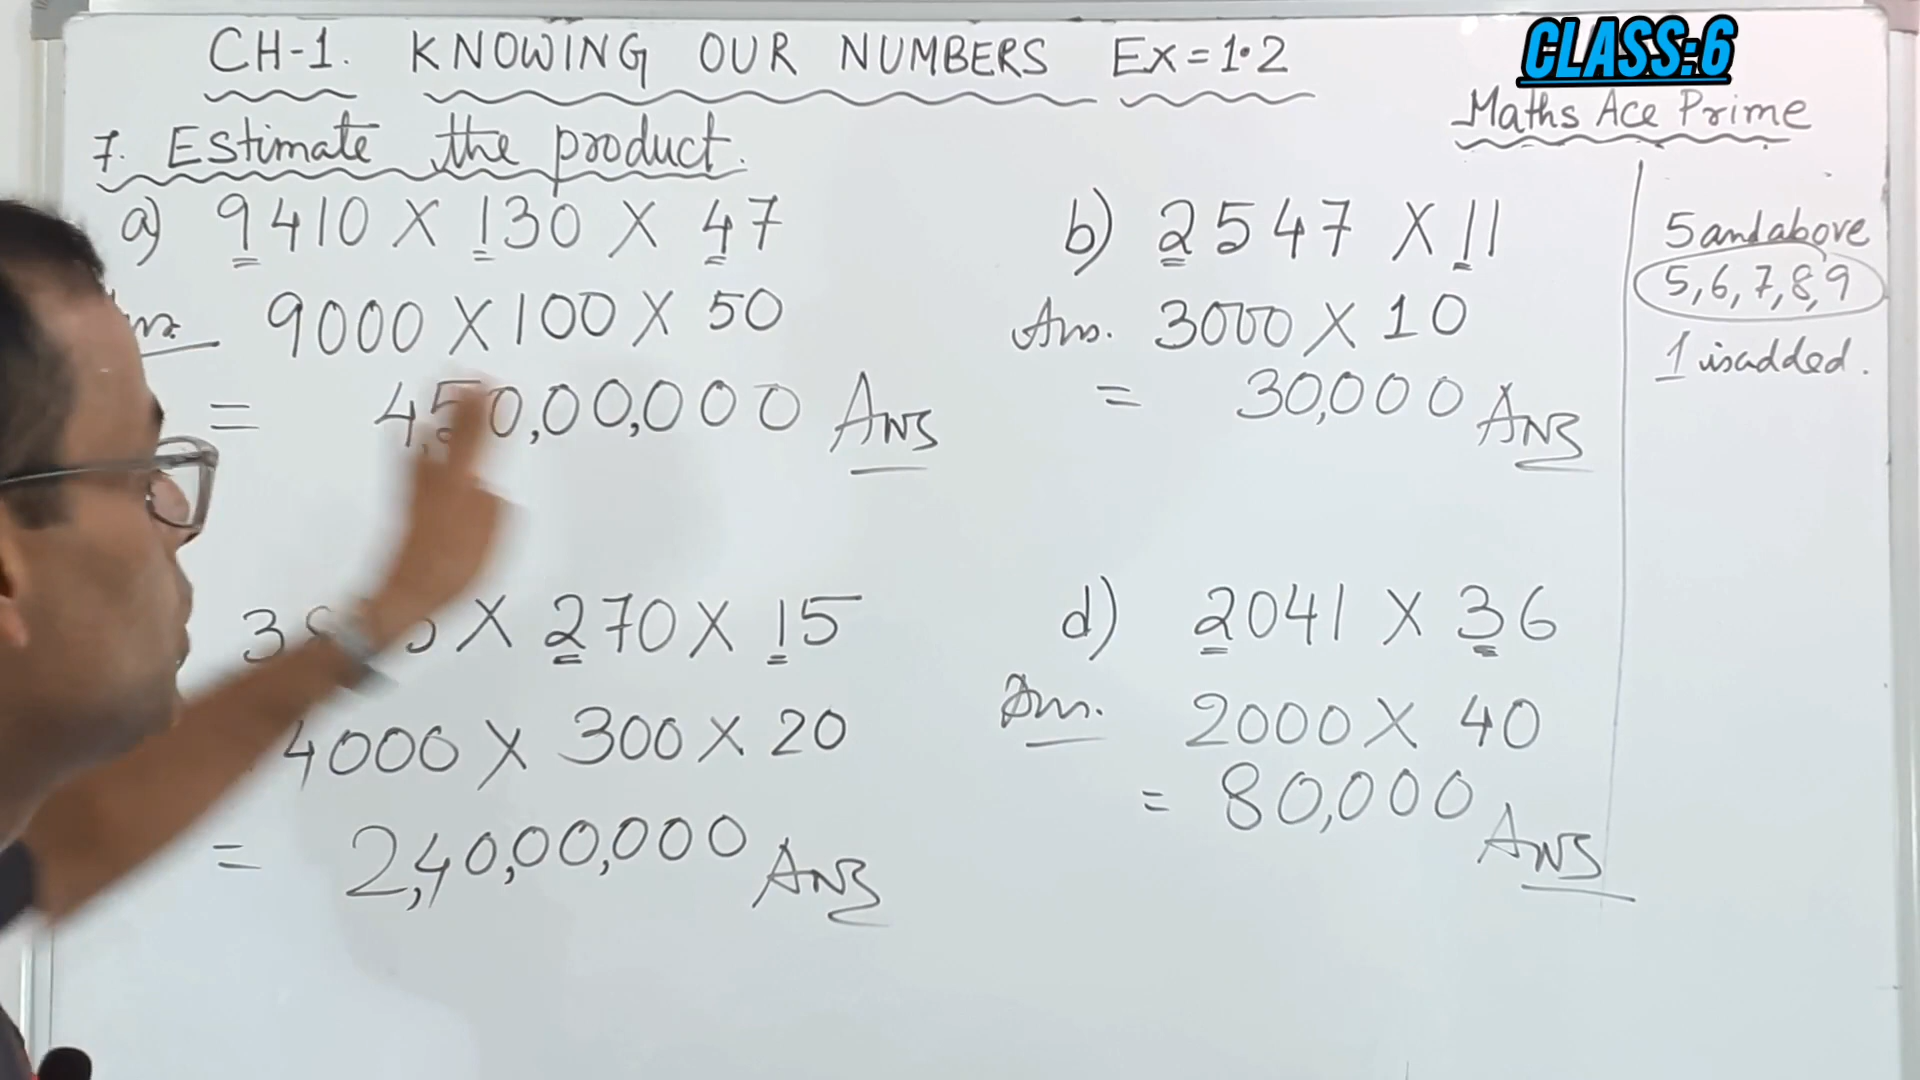 CH-1. KNOWING OUR NUMBERS Ex=1.2
CLASS:6
Maths Ace Prime
7. Estimate the product.
a) 9410 X 130 X 47
9000 X 100 X 50
= 4,50,00,000 Ans
b) 2547 X 11
Ans. 3000 X 10
= 30,000 Ans
5 and above
5,6,7,8,9
1 is added.
X 270 X 15
4000 X 300 X 20
= 2,40,00,000 Ans
d) 2041 X 36
Ans. 2000 X 40
= 80,000 Ans